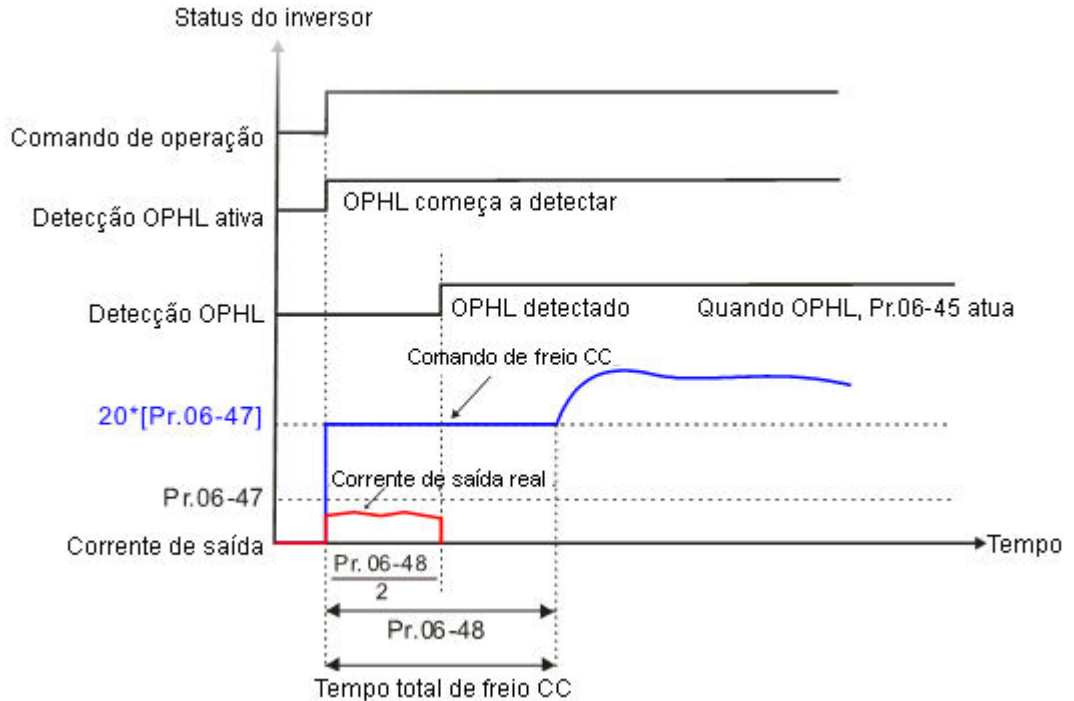 Status do inversor
Comando de operação
Detecção OPHL ativa
OPHL começa a detectar
Detecção OPHL
OPHL detectado
Quando OPHL, Pr.06-45 atua
Comando de freio CC
20*[Pr.06-47]
Corrente de saída real
Pr.06-47
Corrente de saída
Tempo
Pr. 06-48
2
Pr.06-48
Tempo total de freio CC